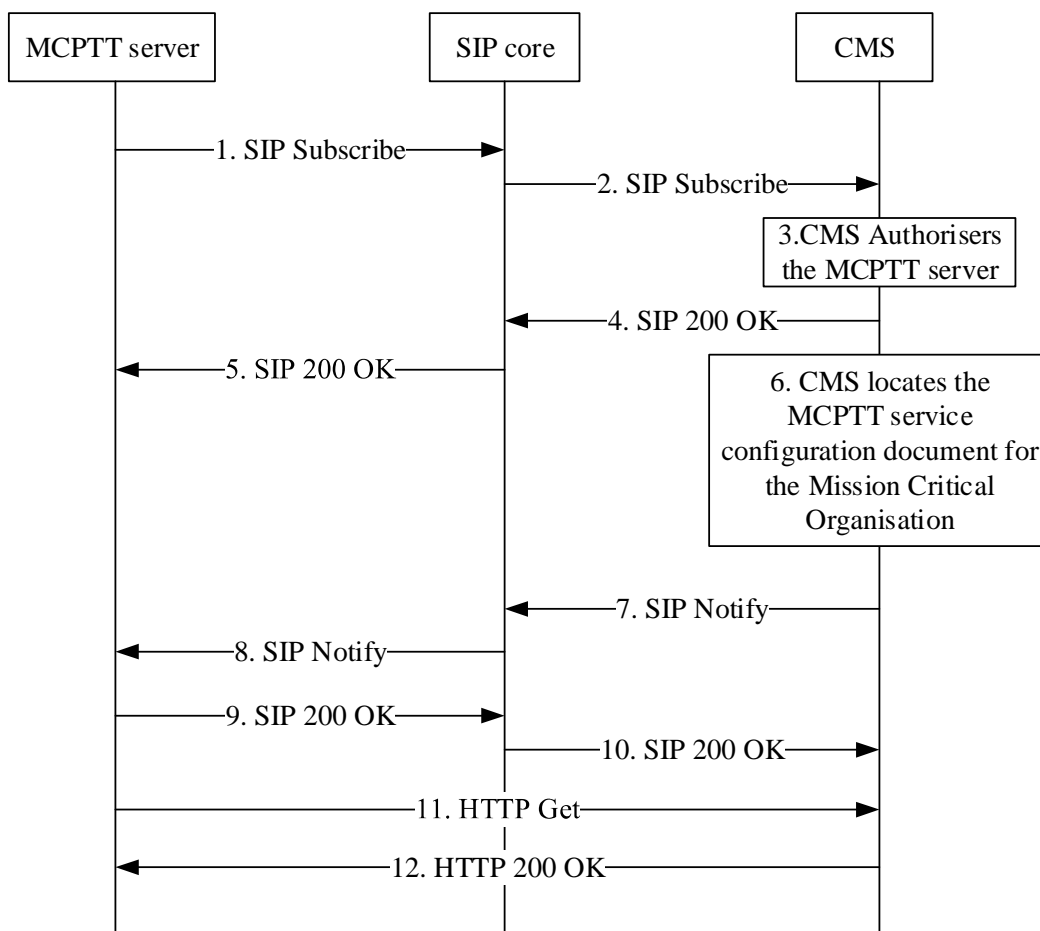 MCPTT server
SIP core
CMS
1. SIP Subscribe
2. SIP Subscribe
3.CMS Authorisers
the MCPTT server
4. SIP 200 OK
5. SIP 200 OK
6. CMS locates the
MCPTT service
configuration document for
the Mission Critical
Organisation
7. SIP Notify
8. SIP Notify
9. SIP 200 OK
10. SIP 200 OK
11. HTTP Get
12. HTTP 200 OK